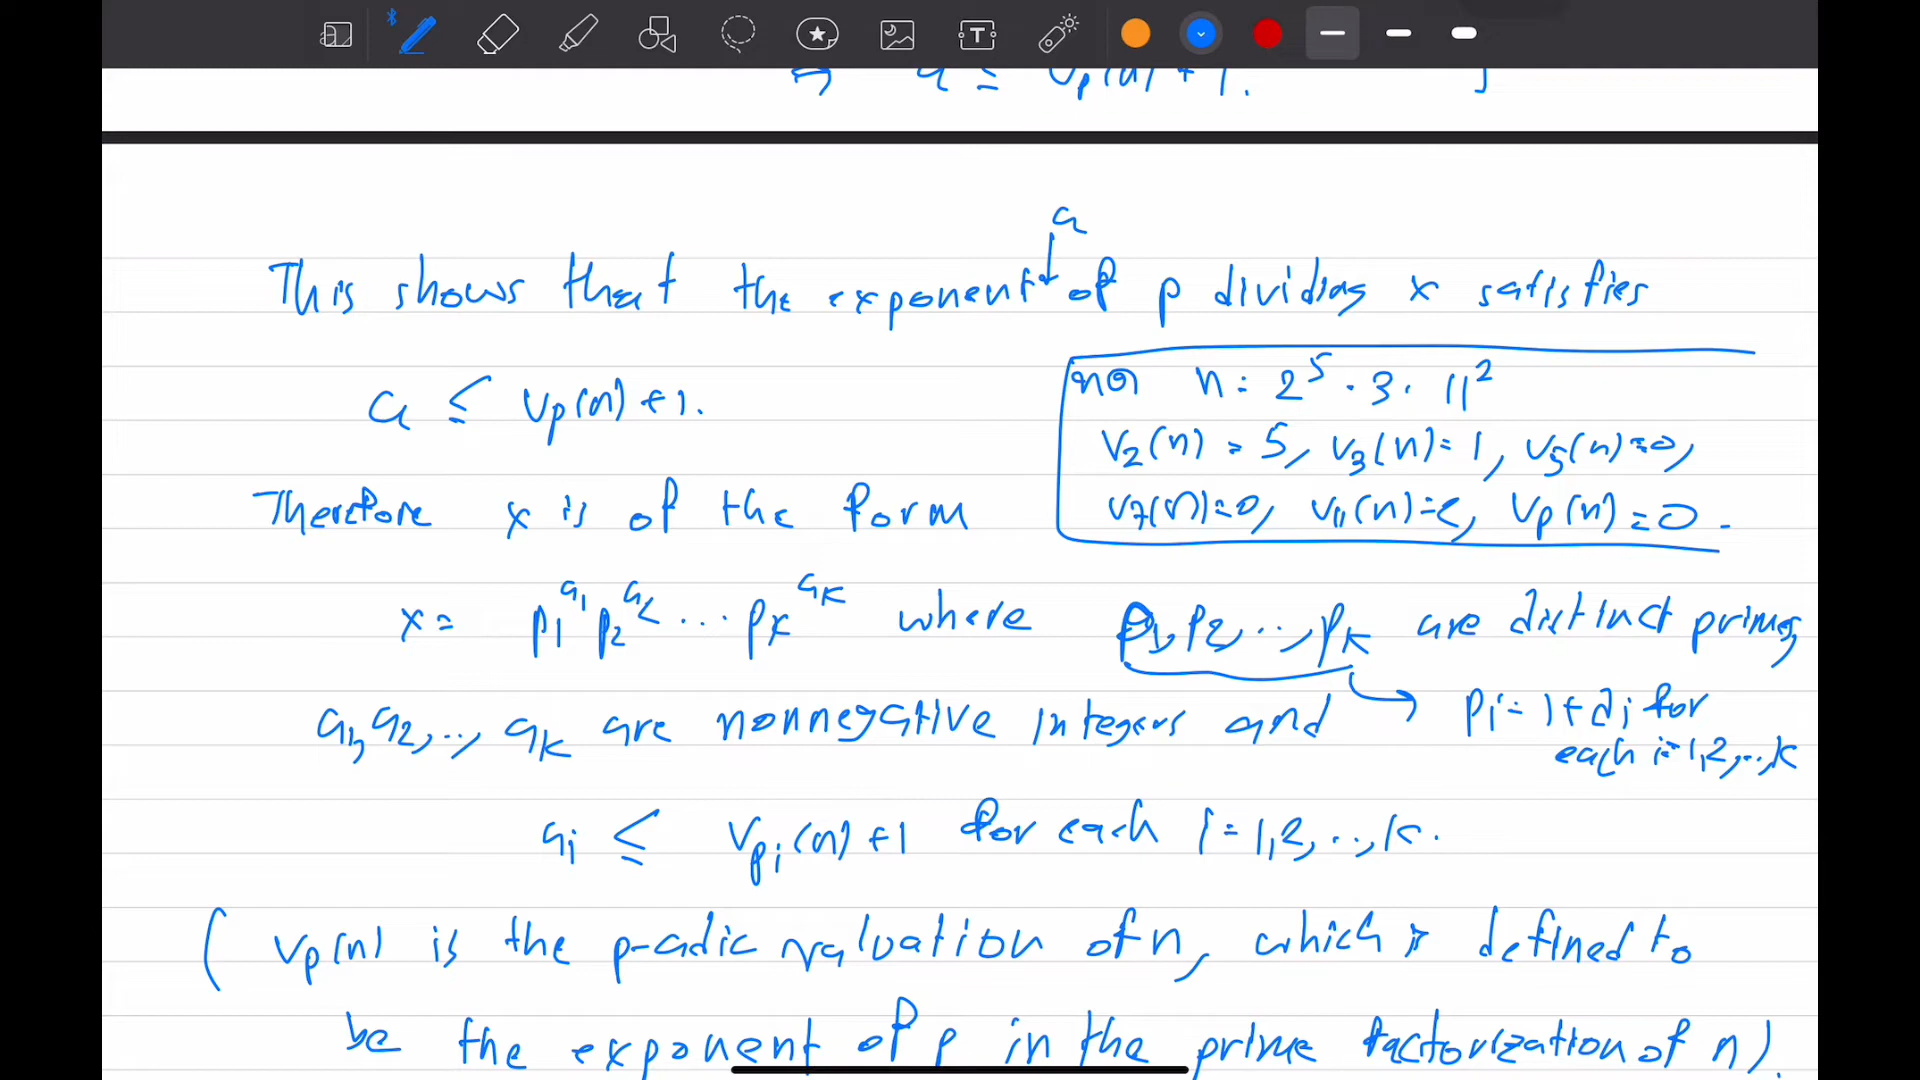 a
This shows that the exponent of p dividing x satisfies
a ≤ vp(n)+1.
n = 2^5 · 3 · 11^2
v2(n) = 5, v3(n) = 1, v5(n) = 0,
v7(n) = 0, v11(n) = 2, vp(n) = 0.
Therefore x is of the form
x = p1^a1 p2^a2 ... pk^ak where p1, p2, ..., pk are distinct primes,
a1, a2, .., ak are nonnegative integers and
pi = 1+di for
each i=1,2,..,k
ai ≤ vpi(n)+1 for each i = 1,2,..,k.
( vp(n) is the p-adic valuation of n, which is defined to
be the exponent of p in the prime factorization of n).